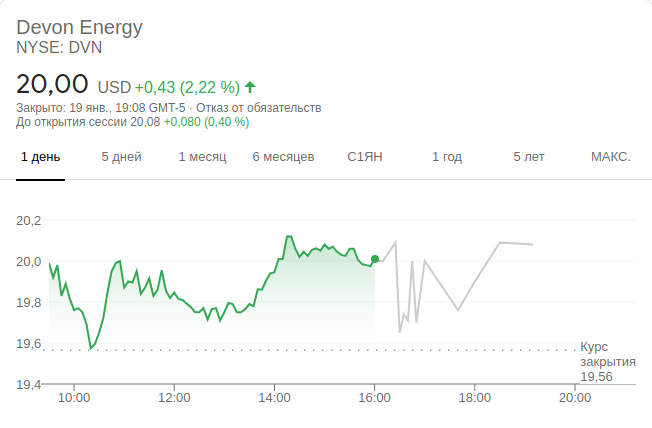 Devon Energy
NYSE: DVN
20,00 USD +0,43 (2,22 %) ↑
Закрыто: 19 янв., 19:08 GMT-5 · Отказ от обязательств
До открытия сессии 20,08 +0,080 (0,40 %)
1 день 5 дней 1 месяц 6 месяцев С1ЯН 1 год 5 лет МАКС.
20,2
20,0
19,8
19,6
Курс
закрытия
19,56
19,4
10:00 12:00 14:00 16:00 18:00 20:00